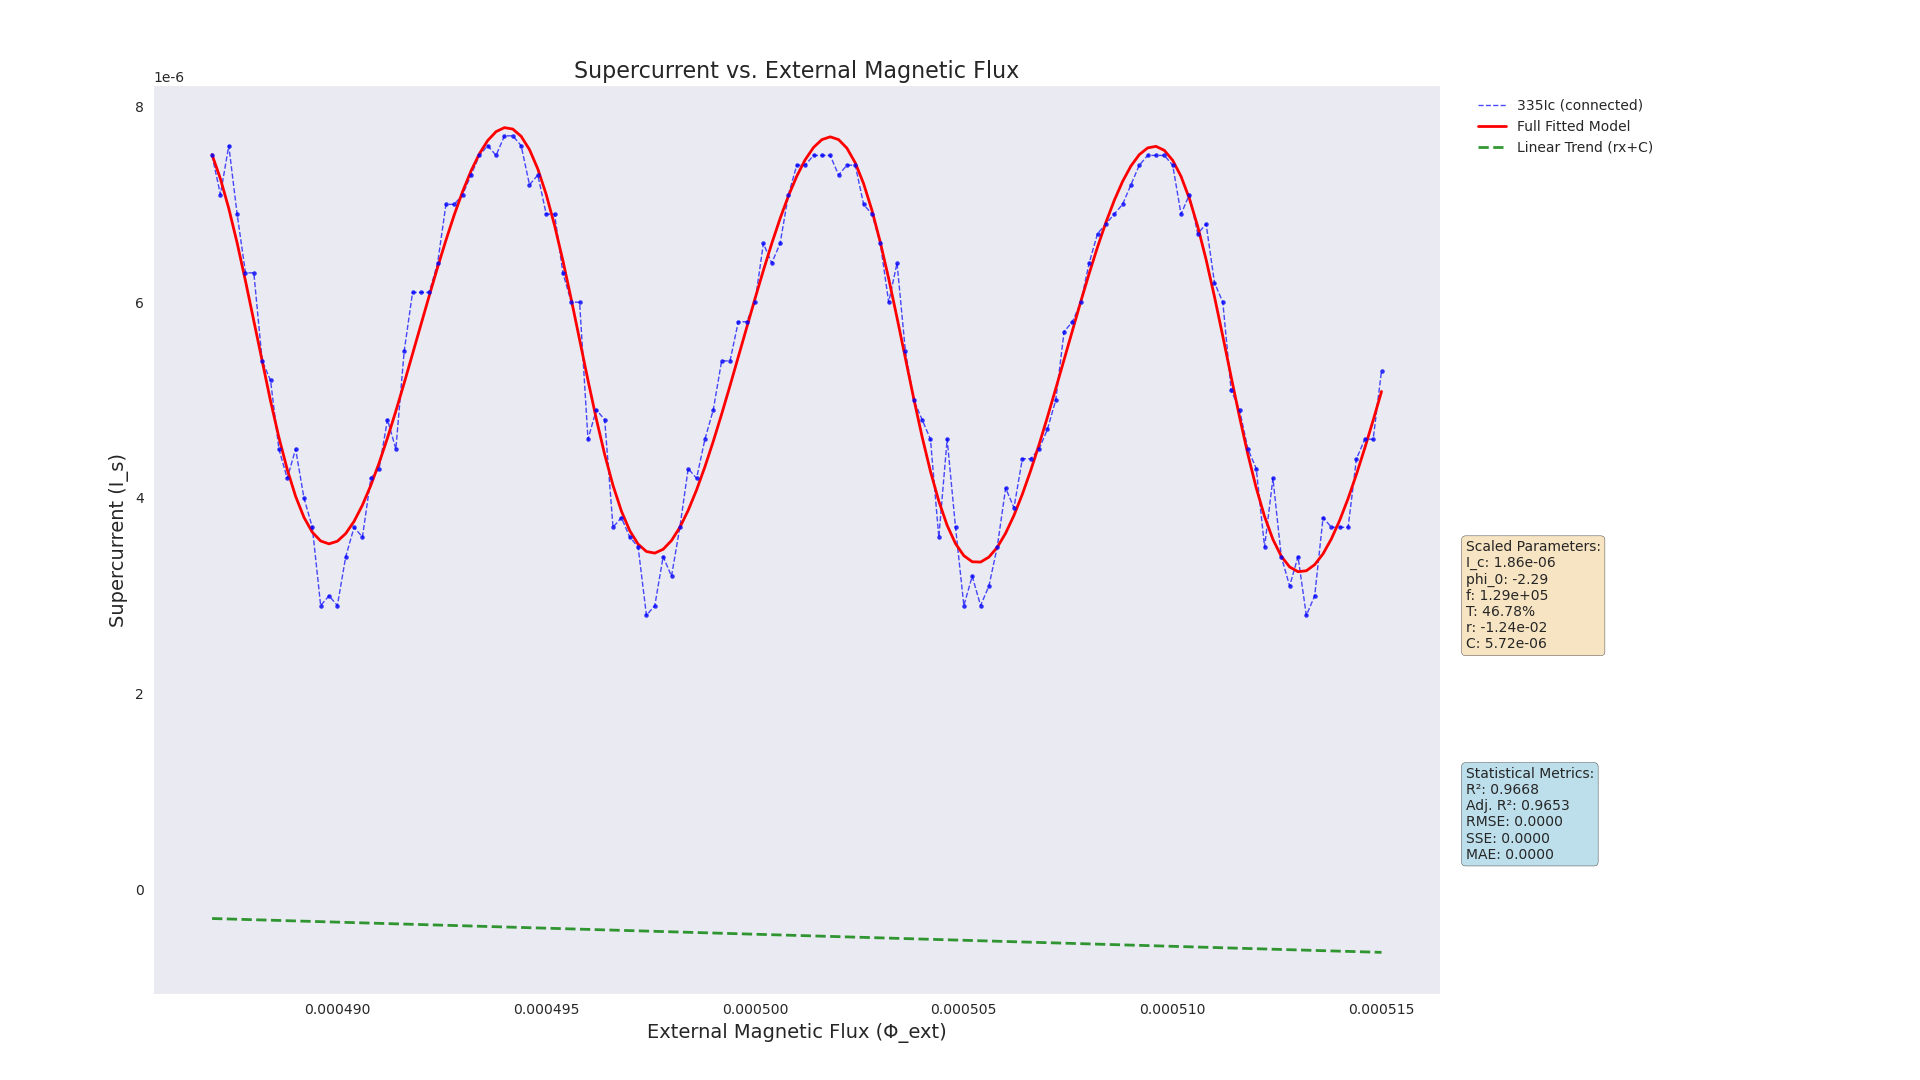 Supercurrent vs. External Magnetic Flux
1e-6
8
6
4
2
0
Supercurrent (I_s)
0.000490
0.000495
0.000500
0.000505
0.000510
0.000515
External Magnetic Flux (Φ_ext)
335Ic (connected)
Full Fitted Model
Linear Trend (rx+C)
Scaled Parameters:
I_c: 1.86e-06
phi_0: -2.29
f: 1.29e+05
T: 46.78%
r: -1.24e-02
C: 5.72e-06
Statistical Metrics:
R²: 0.9668
Adj. R²: 0.9653
RMSE: 0.0000
SSE: 0.0000
MAE: 0.0000